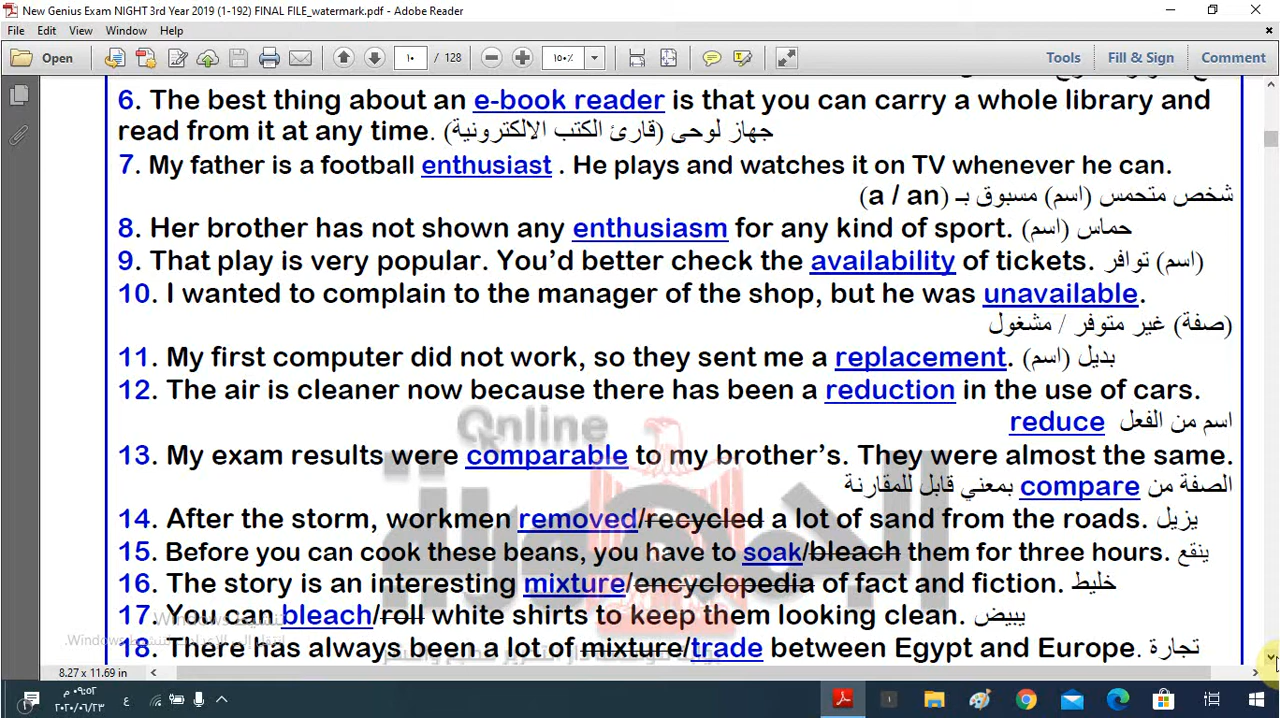 New Genius Exam NIGHT 3rd Year 2019 (1-192) FINAL FILE_watermark.pdf - Adobe Reader
File Edit View Window Help
Open ١٠ / 128 ١٥٠٪ Tools Fill & Sign Comment
6. The best thing about an e-book reader is that you can carry a whole library and
read from it at any time. جهاز لوحى (قارئ الكتب الالكترونية)
7. My father is a football enthusiast . He plays and watches it on TV whenever he can.
شخص متحمس (اسم) مسبوق بـ (a / an)
8. Her brother has not shown any enthusiasm for any kind of sport. حماس (اسم)
9. That play is very popular. You’d better check the availability of tickets. توافر (اسم)
10. I wanted to complain to the manager of the shop, but he was unavailable.
(صفة) غير متوفر / مشغول
11. My first computer did not work, so they sent me a replacement. بديل (اسم)
12. The air is cleaner now because there has been a reduction in the use of cars.
اسم من الفعل reduce
Online
13. My exam results were comparable to my brother’s. They were almost the same.
الصفة من compare بمعني قابل للمقارنة
الجمهورية
14. After the storm, workmen removed/recycled a lot of sand from the roads. يزيل
15. Before you can cook these beans, you have to soak/bleach them for three hours. ينقع
16. The story is an interesting mixture/encyclopedia of fact and fiction. خليط
17. You can bleach/roll white shirts to keep them looking clean. يبيض
تنشيط Windows
18. There has always been a lot of mixture/trade between Egypt and Europe. تجارة
8.27 x 11.69 in
٠٩:٥٢ م
٢٠٢٠/٠٦/٢٣
ع